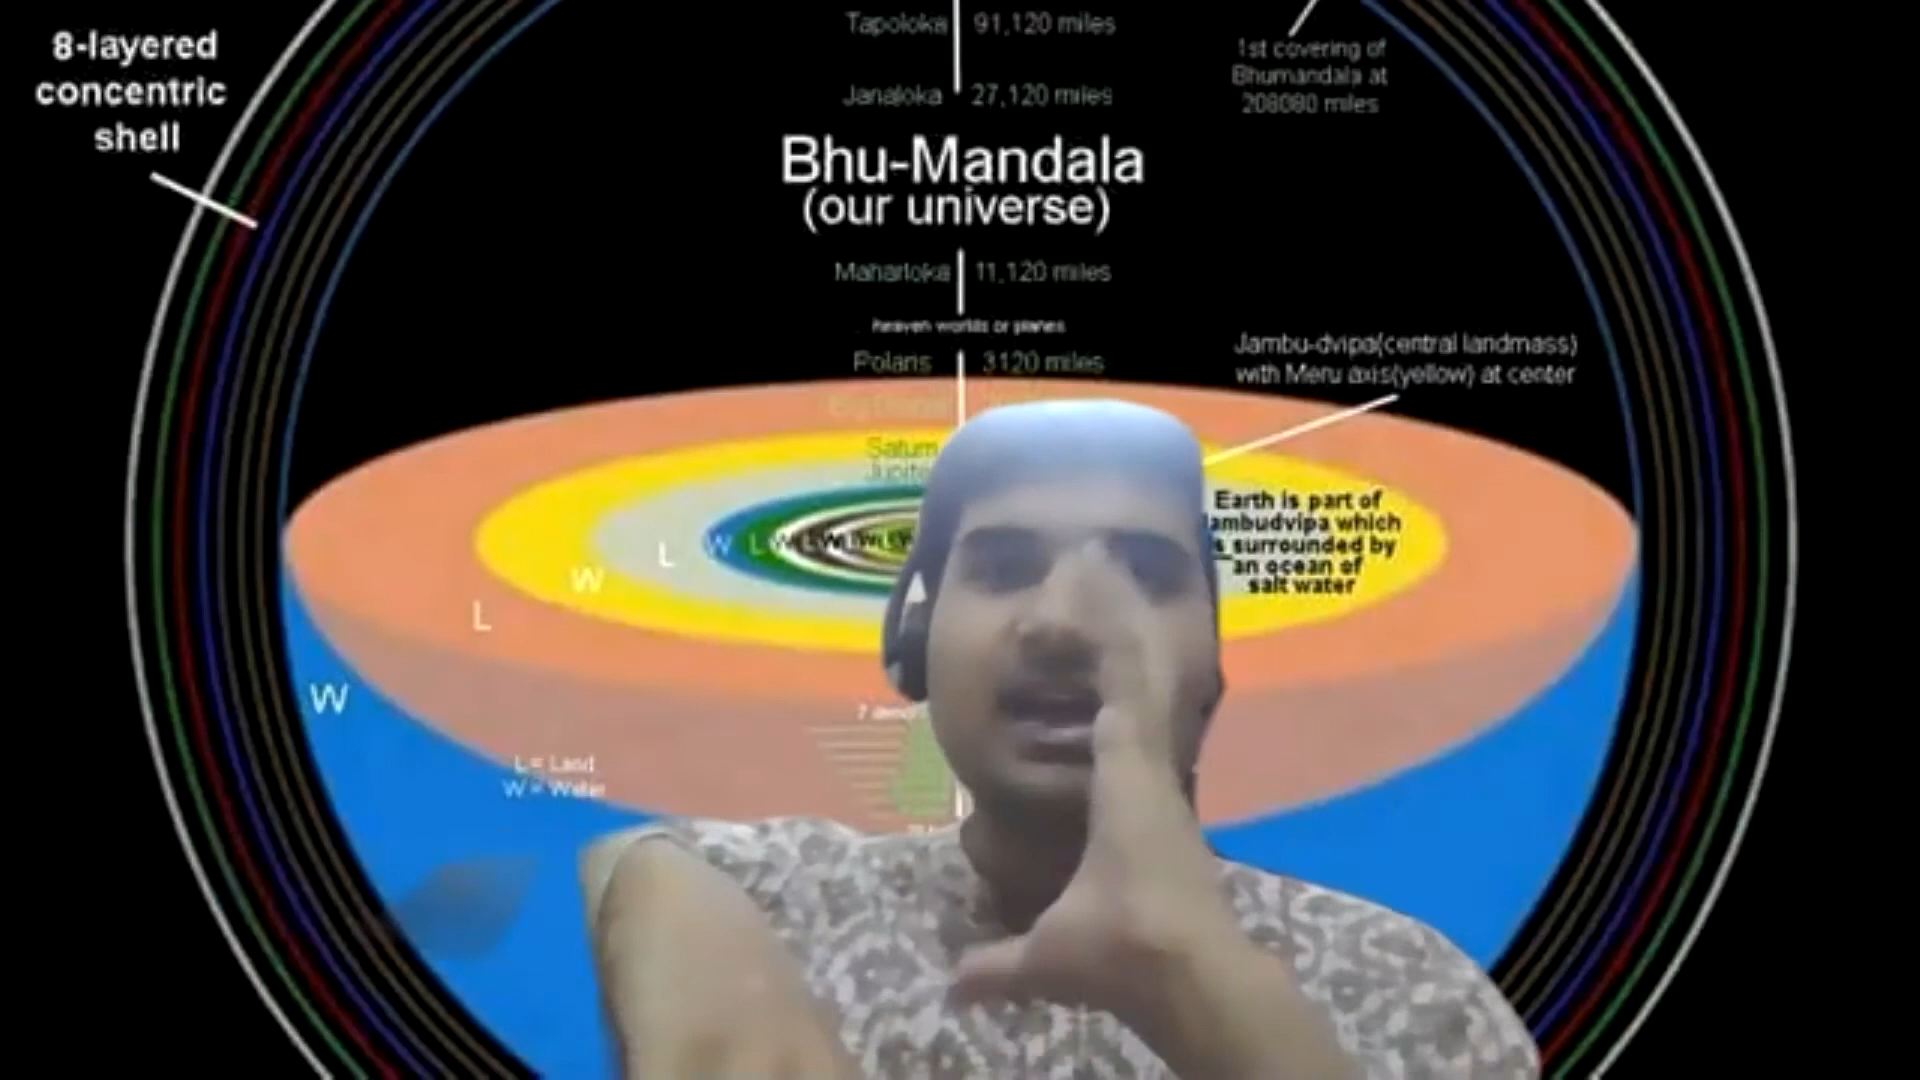 8-layered
concentric
shell
Tapoloka 91,120 miles
Janaloka 27,120 miles
1st covering of
Bhumandala at
208080 miles
Bhu-Mandala
(our universe)
Maharloka 11,120 miles
heaven worlds or planes
Polaris 3120 miles
Jambu-dvipa(central landmass)
with Meru axis(yellow) at center
Saturn
Jupite
Earth is part of
ambudvipa which
s surrounded by
an ocean of
salt water
L W L W
W
L
W
L = Land
W = Water